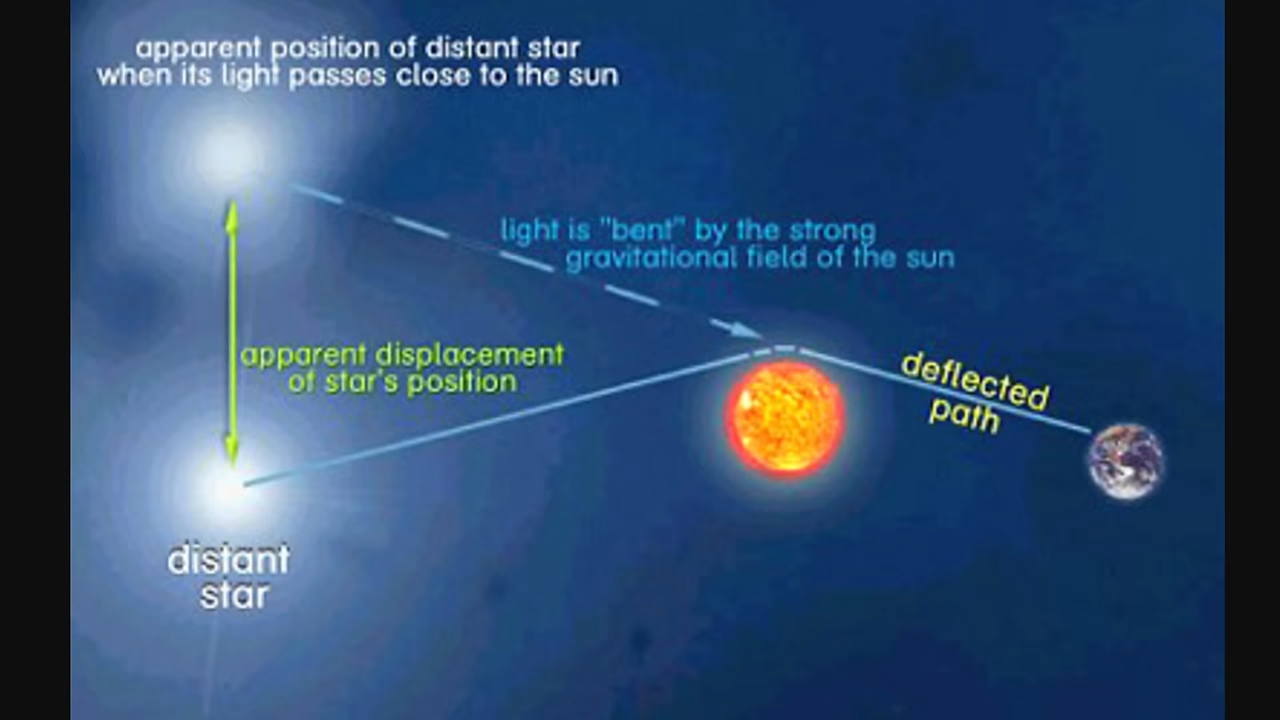 apparent position of distant star
when its light passes close to the sun
light is "bent" by the strong
gravitational field of the sun
apparent displacement
of star's position
deflected
path
distant
star